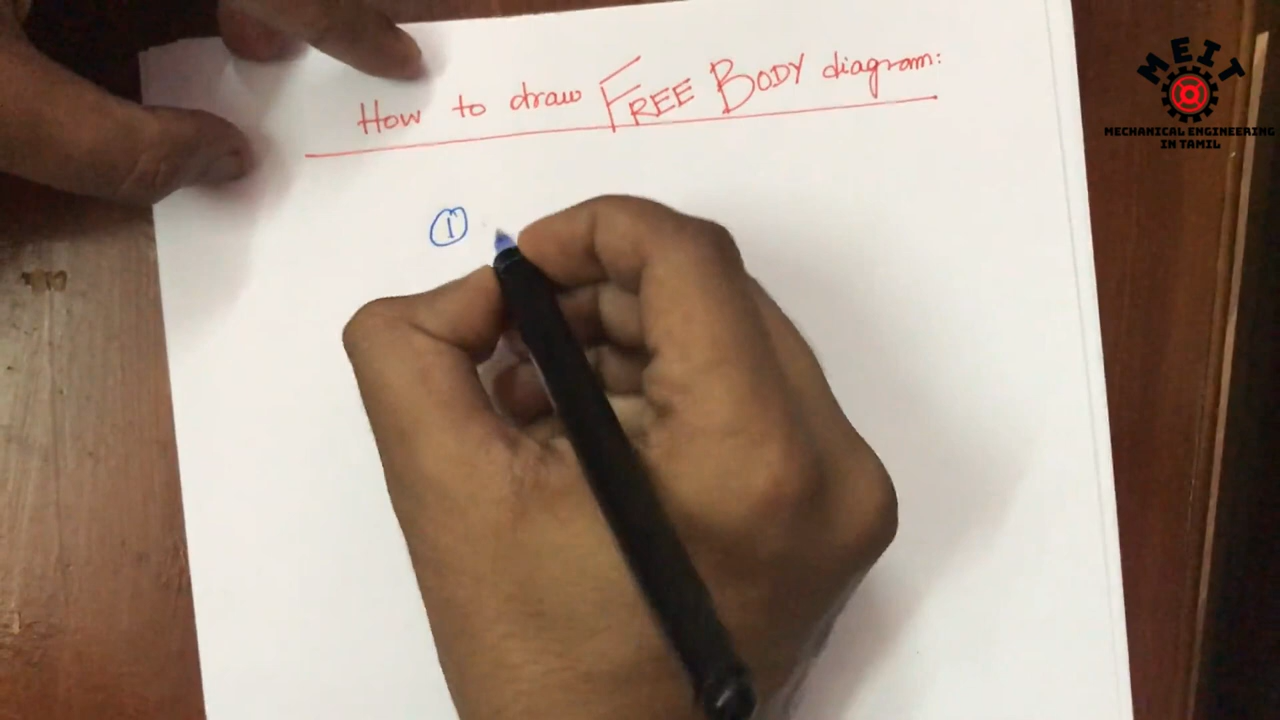 How to draw FREE BODY diagram:
①
MEIT
MECHANICAL ENGINEERING
IN TAMIL